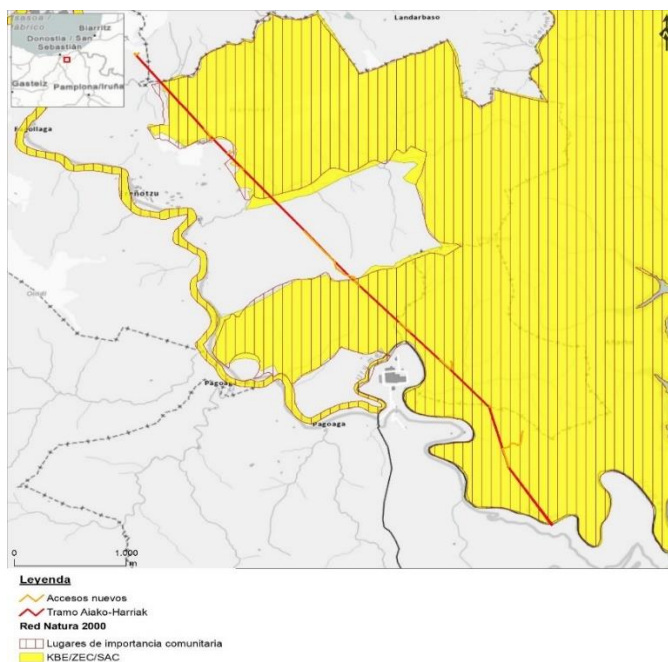 Landarbaso
Biarritz
Donostia / San
Sebastián
Gasteiz
Pamplona/Iruña
Pagoaga
0
1.000
m
Leyenda
Accesos nuevos
Tramo Aiako-Harriak
Red Natura 2000
Lugares de importancia comunitaria
KBE/ZEC/SAC